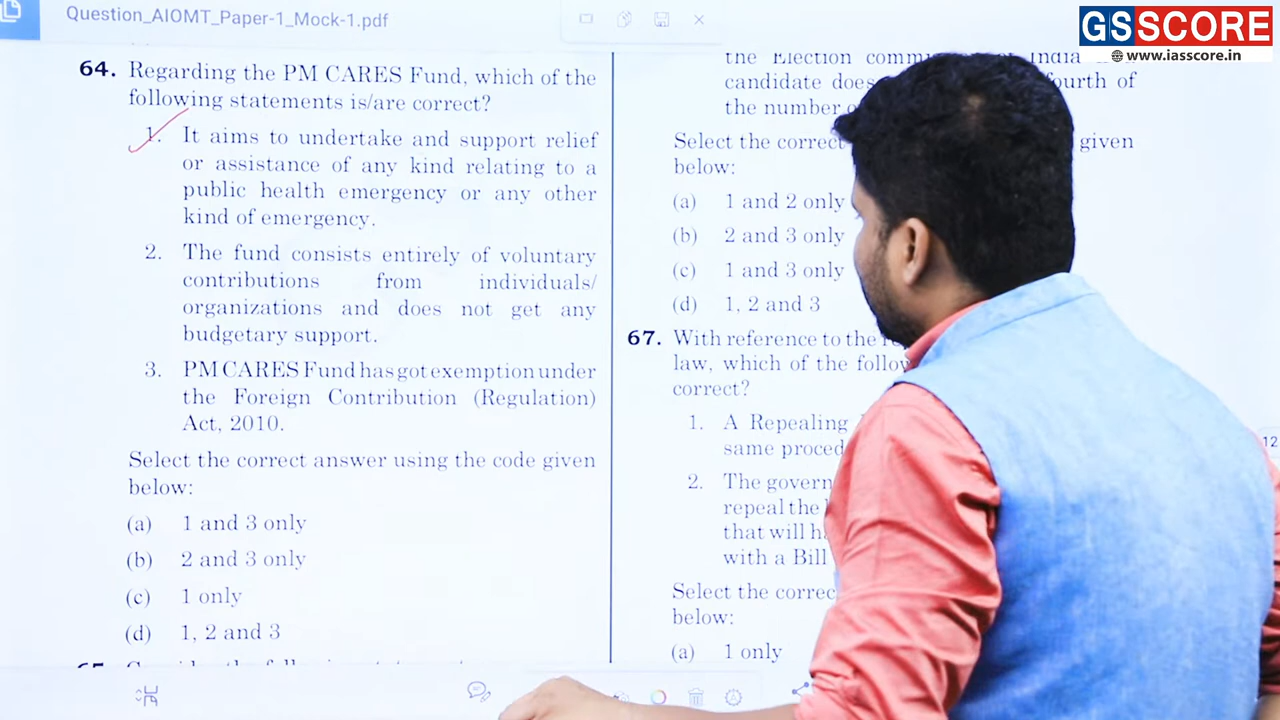 Question_AIOMT_Paper-1_Mock-1.pdf
GSSCORE
www.iasscore.in
64. Regarding the PM CARES Fund, which of the
following statements is/are correct?
1. It aims to undertake and support relief
or assistance of any kind relating to a
public health emergency or any other
kind of emergency.
2. The fund consists entirely of voluntary
contributions from individuals/
organizations and does not get any
budgetary support.
3. PM CARES Fund has got exemption under
the Foreign Contribution (Regulation)
Act, 2010.
Select the correct answer using the code given
below:
(a) 1 and 3 only
(b) 2 and 3 only
(c) 1 only
(d) 1, 2 and 3
the Election of India
candidate does fourth of
the number
Select the correct given
below:
(a) 1 and 2 only
(b) 2 and 3 only
(c) 1 and 3 only
(d) 1, 2 and 3
67. With reference to the
law, which of the
correct?
1. A Repealing
same
2. The
repeal the
that will
with a Bill
Select the
below:
(a) 1 only
12